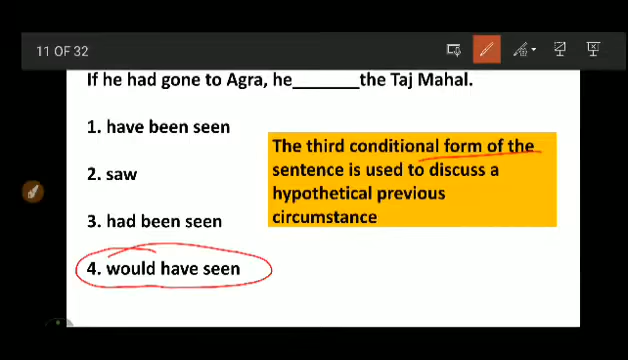 11 OF 32
If he had gone to Agra, he_______the Taj Mahal.
1. have been seen
2. saw
3. had been seen
4. would have seen
The third conditional form of the
sentence is used to discuss a
hypothetical previous
circumstance